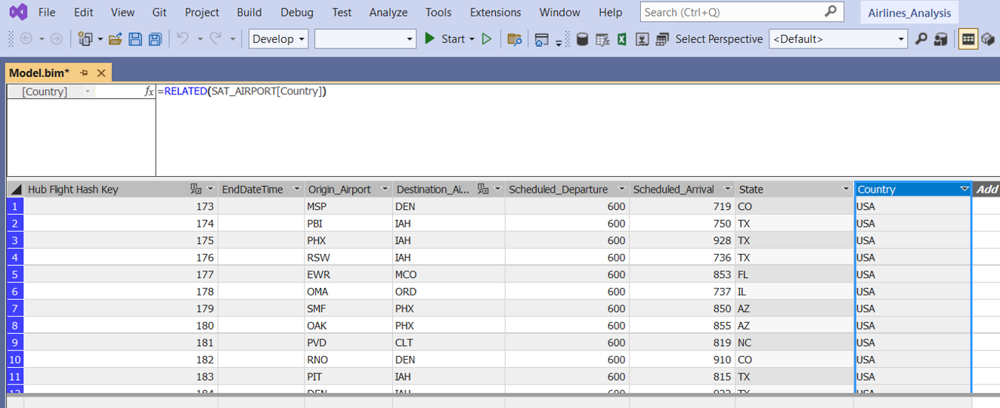 File Edit View Git Project Build Debug Test Analyze Tools Extensions Window Help Search (Ctrl+Q) Airlines_Analysis
Develop Start Select Perspective <Default>
Model.bim*
[Country] fx =RELATED(SAT_AIRPORT[Country])
Hub Flight Hash Key EndDateTime Origin_Airport Destination_Ai... Scheduled_Departure Scheduled_Arrival State Country Add
1 173 MSP DEN 600 719 CO USA
2 174 PBI IAH 600 750 TX USA
3 175 PHX IAH 600 928 TX USA
4 176 RSW IAH 600 736 TX USA
5 177 EWR MCO 600 853 FL USA
6 178 OMA ORD 600 737 IL USA
7 179 SMF PHX 600 850 AZ USA
8 180 OAK PHX 600 855 AZ USA
9 181 PVD CLT 600 819 NC USA
10 182 RNO DEN 600 910 CO USA
11 183 PIT IAH 600 815 TX USA
12 184 DEN IAH 600 TX USA